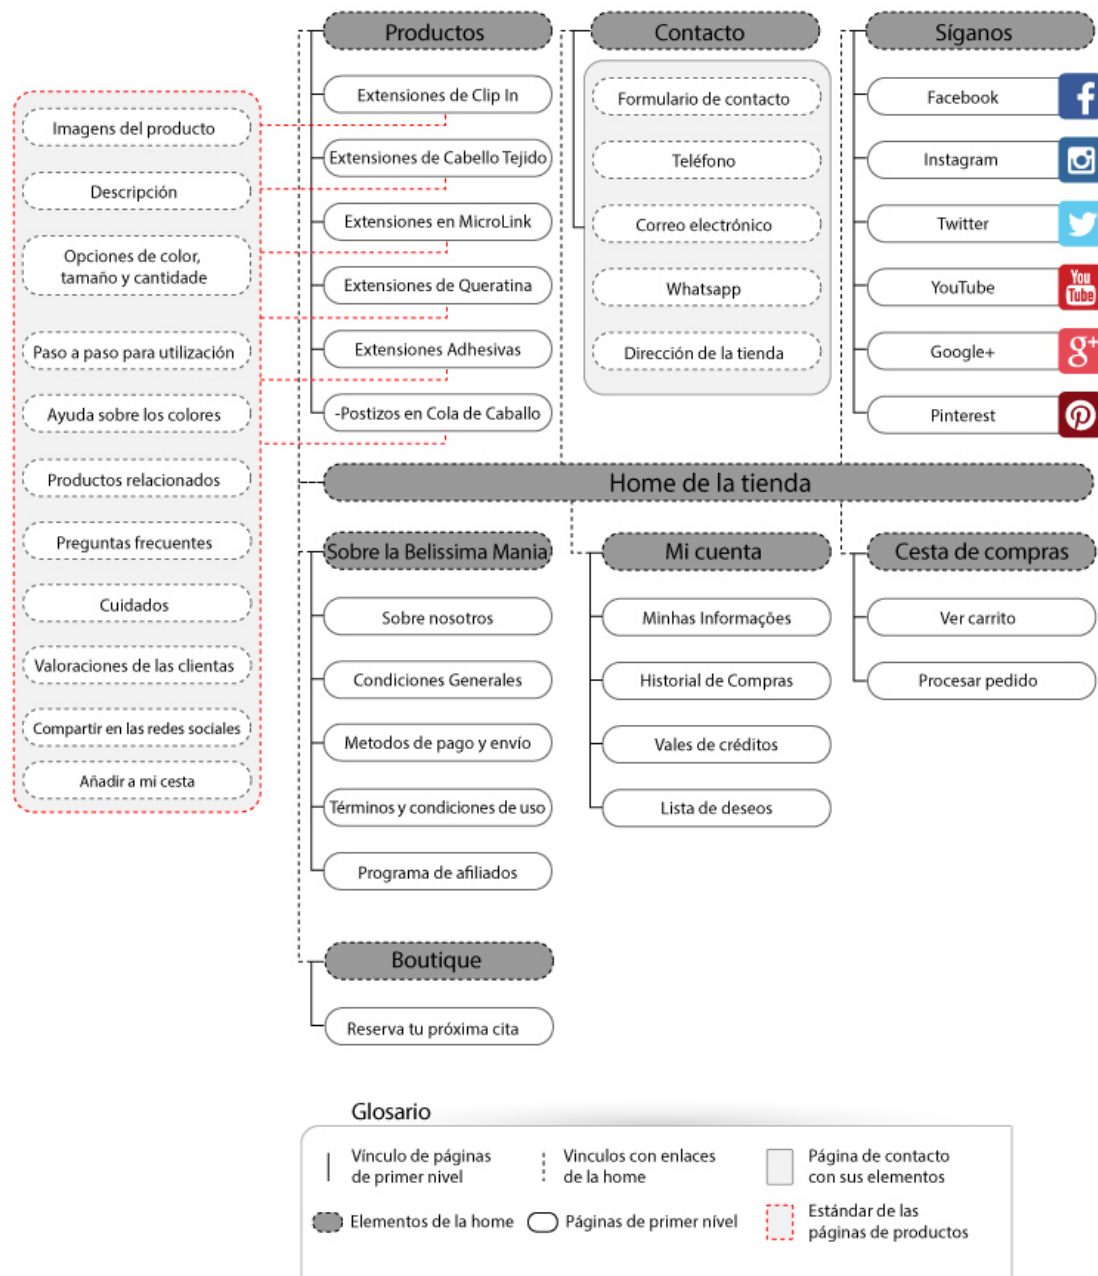 Productos
Extensiones de Clip In
Extensiones de Cabello Tejido
Extensiones en MicroLink
Extensiones de Queratina
Extensiones Adhesivas
-Postizos en Cola de Caballo
Contacto
Formulario de contacto
Teléfono
Correo electrónico
Whatsapp
Dirección de la tienda
Síganos
Facebook
Instagram
Twitter
YouTube
You
Tube
Google+
g+
Pinterest
Imagens del producto
Descripción
Opciones de color,
tamaño y cantidade
Paso a paso para utilización
Ayuda sobre los colores
Productos relacionados
Preguntas frecuentes
Cuidados
Valoraciones de las clientas
Compartir en las redes sociales
Añadir a mi cesta
Home de la tienda
Sobre la Belissima Mania
Sobre nosotros
Condiciones Generales
Metodos de pago y envío
Términos y condiciones de uso
Programa de afiliados
Mi cuenta
Minhas Informações
Historial de Compras
Vales de créditos
Lista de deseos
Cesta de compras
Ver carrito
Procesar pedido
Boutique
Reserva tu próxima cita
Glosario
Vínculo de páginas
de primer nivel
Vinculos con enlaces
de la home
Página de contacto
con sus elementos
Elementos de la home
Páginas de primer nível
Estándar de las
páginas de productos